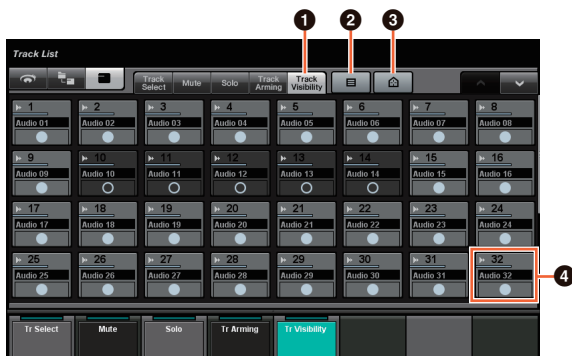 1 2 3
Track List
Track Select Mute Solo Track Arming Track Visibility
1 2 3 4 5 6 7 8
Audio 01 Audio 02 Audio 03 Audio 04 Audio 05 Audio 06 Audio 07 Audio 08
9 10 11 12 13 14 15 16
Audio 09 Audio 10 Audio 11 Audio 12 Audio 13 Audio 14 Audio 15 Audio 16
17 18 19 20 21 22 23 24
Audio 17 Audio 18 Audio 19 Audio 20 Audio 21 Audio 22 Audio 23 Audio 24
25 26 27 28 29 30 31 32
Audio 25 Audio 26 Audio 27 Audio 28 Audio 29 Audio 30 Audio 31 Audio 32
4
Tr Select Mute Solo Tr Arming Tr Visibility